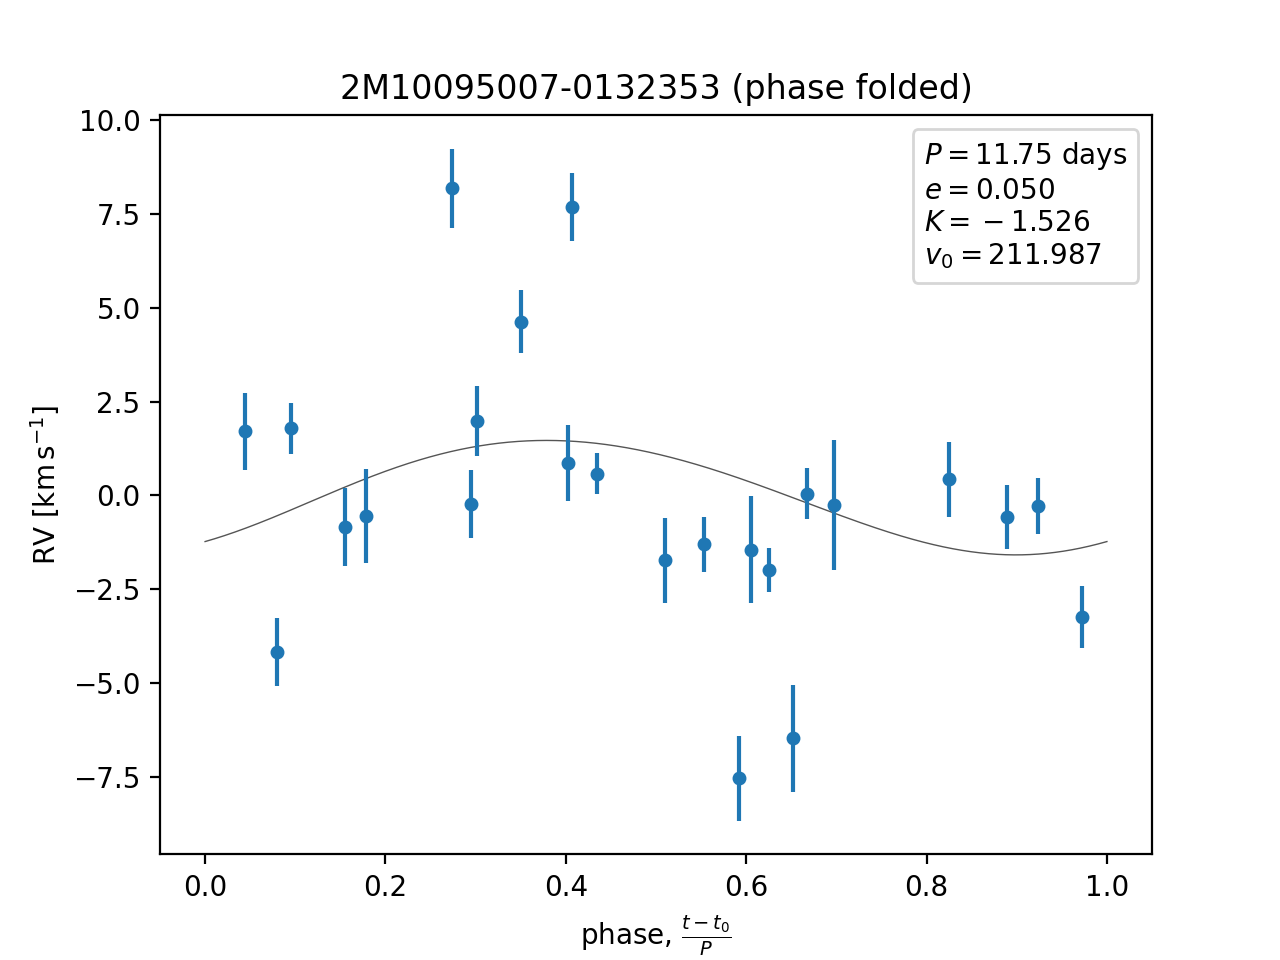 2M10095007-0132353 (phase folded)
P = 11.75 days
e = 0.050
K = −1.526
v₀ = 211.987
RV [km s⁻¹]
10.0
7.5
5.0
2.5
0.0
−2.5
−5.0
−7.5
0.0 0.2 0.4 0.6 0.8 1.0
phase, (t − t₀)/P